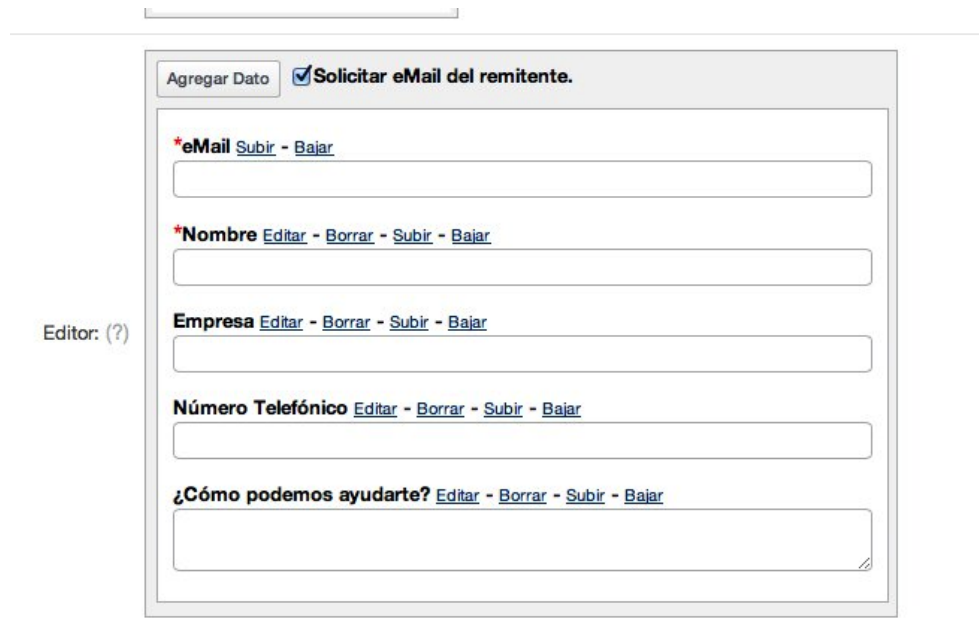 Agregar Dato Solicitar eMail del remitente.
*eMail Subir - Bajar
*Nombre Editar - Borrar - Subir - Bajar
Empresa Editar - Borrar - Subir - Bajar
Editor: (?)
Número Telefónico Editar - Borrar - Subir - Bajar
¿Cómo podemos ayudarte? Editar - Borrar - Subir - Bajar